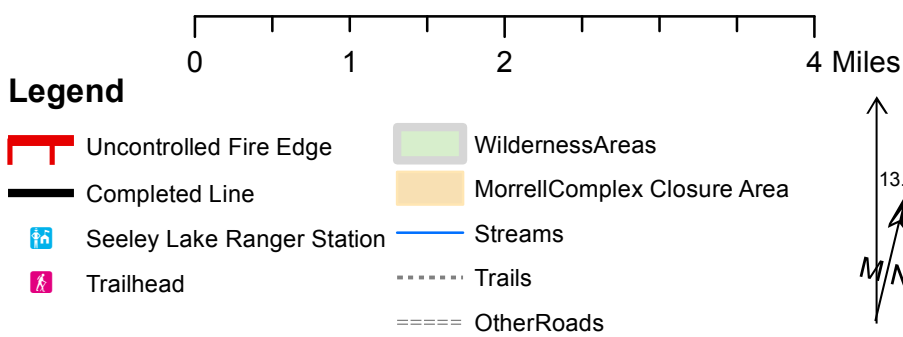 0 1 2 4 Miles
Legend
Uncontrolled Fire Edge
Completed Line
Seeley Lake Ranger Station
Trailhead
WildernessAreas
MorrellComplex Closure Area
Streams
Trails
OtherRoads
13.
M N